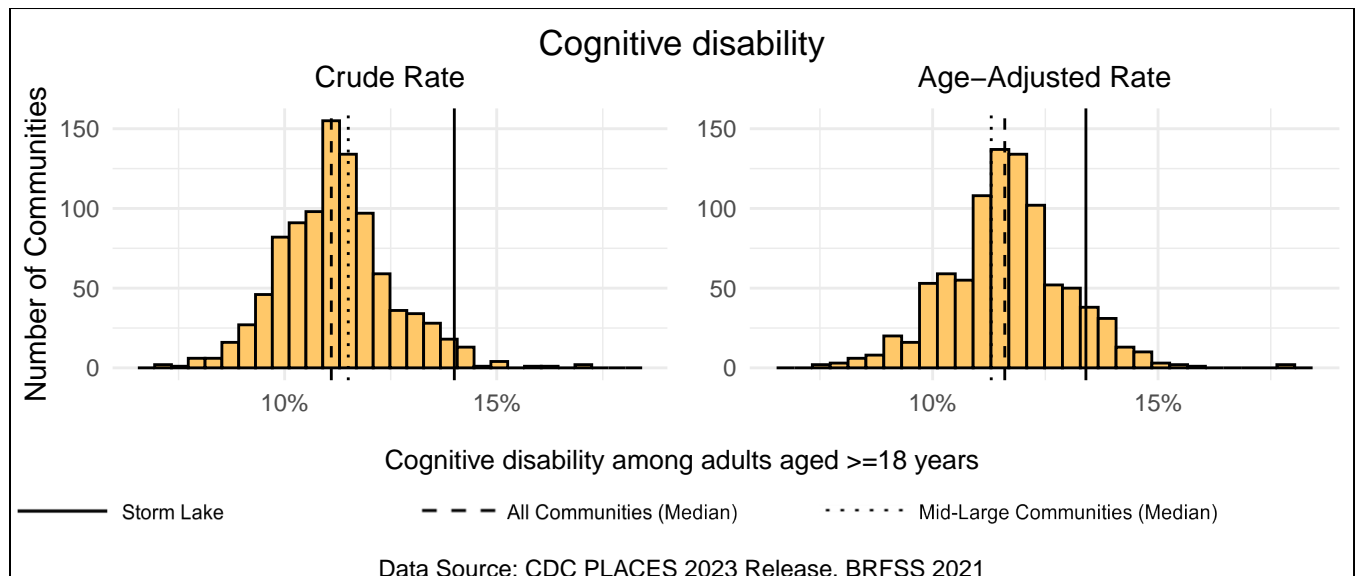 Cognitive disability
Crude Rate
Age−Adjusted Rate
Number of Communities
150
100
50
0
10%
15%
150
100
50
0
10%
15%
Cognitive disability among adults aged >=18 years
Storm Lake
All Communities (Median)
Mid-Large Communities (Median)
Data Source: CDC PLACES 2023 Release, BRFSS 2021